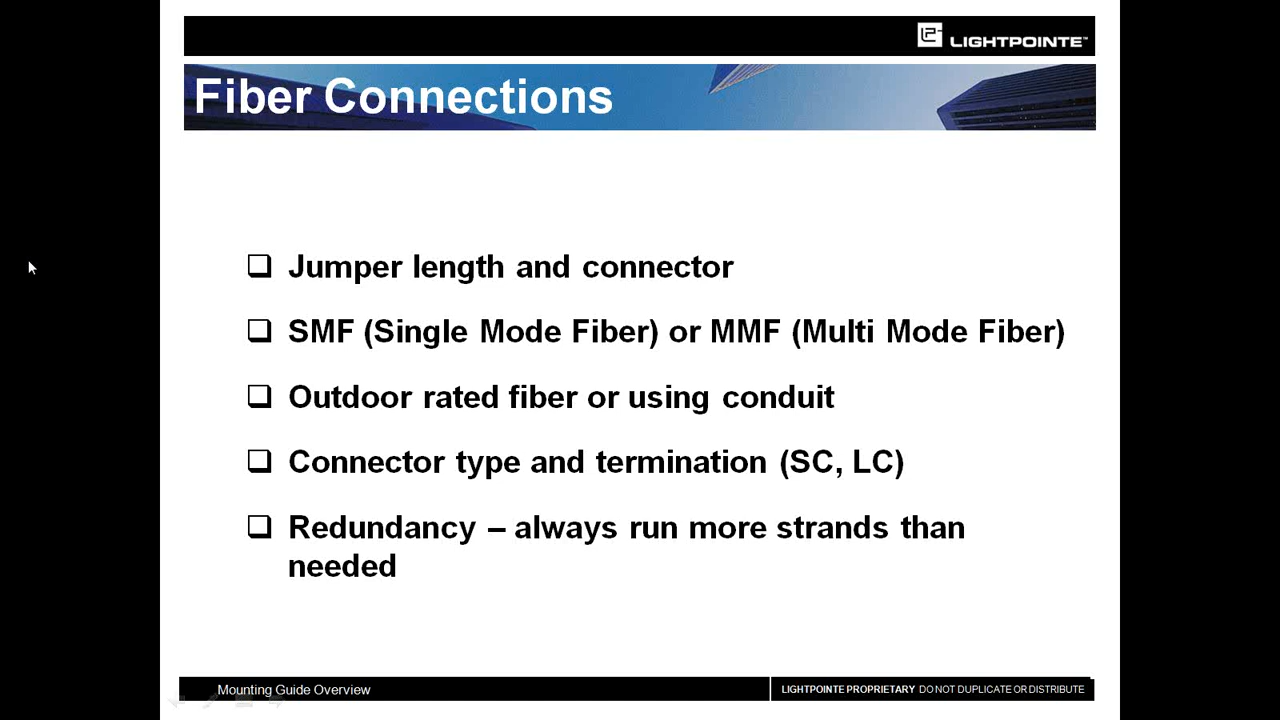 LIGHTPOINTE™
Fiber Connections
Jumper length and connector
SMF (Single Mode Fiber) or MMF (Multi Mode Fiber)
Outdoor rated fiber or using conduit
Connector type and termination (SC, LC)
Redundancy – always run more strands than
needed
Mounting Guide Overview
LIGHTPOINTE PROPRIETARY DO NOT DUPLICATE OR DISTRIBUTE